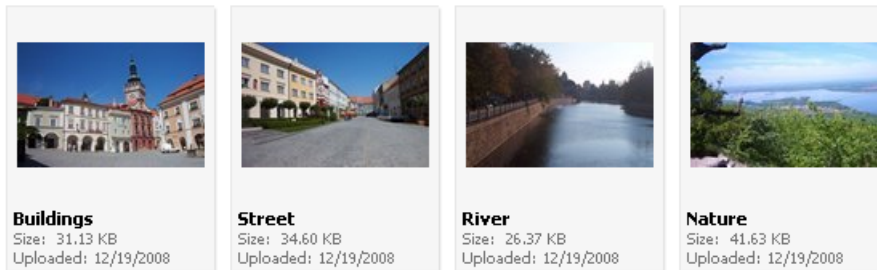 Buildings
Size: 31.13 KB
Uploaded: 12/19/2008
Street
Size: 34.60 KB
Uploaded: 12/19/2008
River
Size: 26.37 KB
Uploaded: 12/19/2008
Nature
Size: 41.63 KB
Uploaded: 12/19/2008